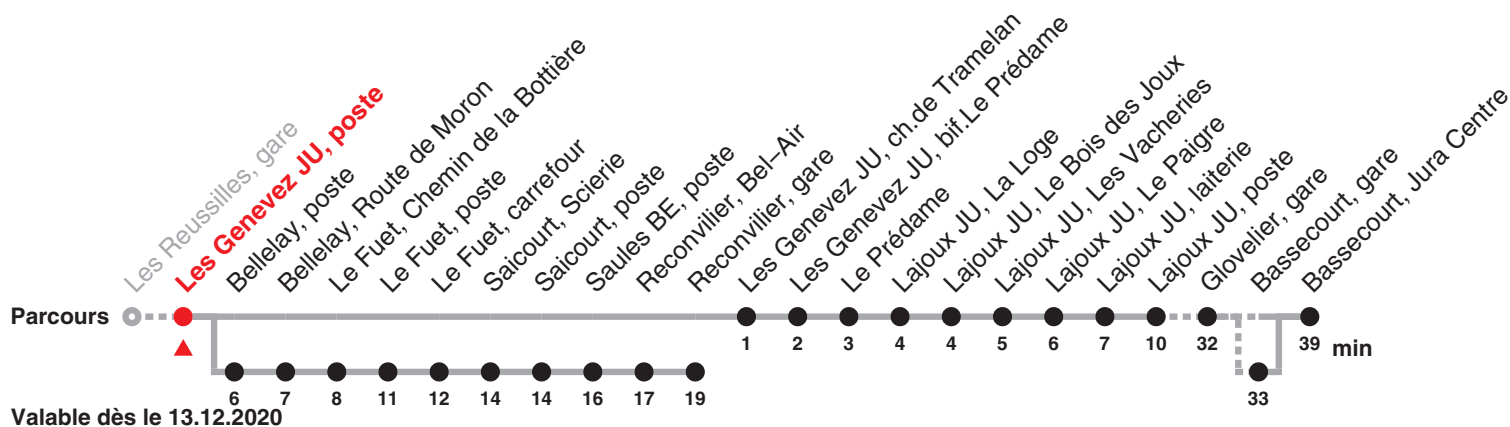 Les Reussilles, gare
Les Genevez JU, poste
Bellelay, poste
Bellelay, Route de Moron
Le Fuet, Chemin de la Bottière
Le Fuet, poste
Le Fuet, carrefour
Saicourt, Scierie
Saicourt, poste
Saules BE, poste
Reconvilier, Bel–Air
Reconvilier, gare
Les Genevez JU, ch.de Tramelan
Les Genevez JU, bif.Le Prédame
Le Prédame
Lajoux JU, La Loge
Lajoux JU, Le Bois des Joux
Lajoux JU, Les Vacheries
Lajoux JU, Le Paigre
Lajoux JU, laiterie
Lajoux JU, poste
Glovelier, gare
Bassecourt, gare
Bassecourt, Jura Centre
Parcours
1 2 3 4 4 5 6 7 10 32 39 min
6 7 8 11 12 14 14 16 17 19 33
Valable dès le 13.12.2020